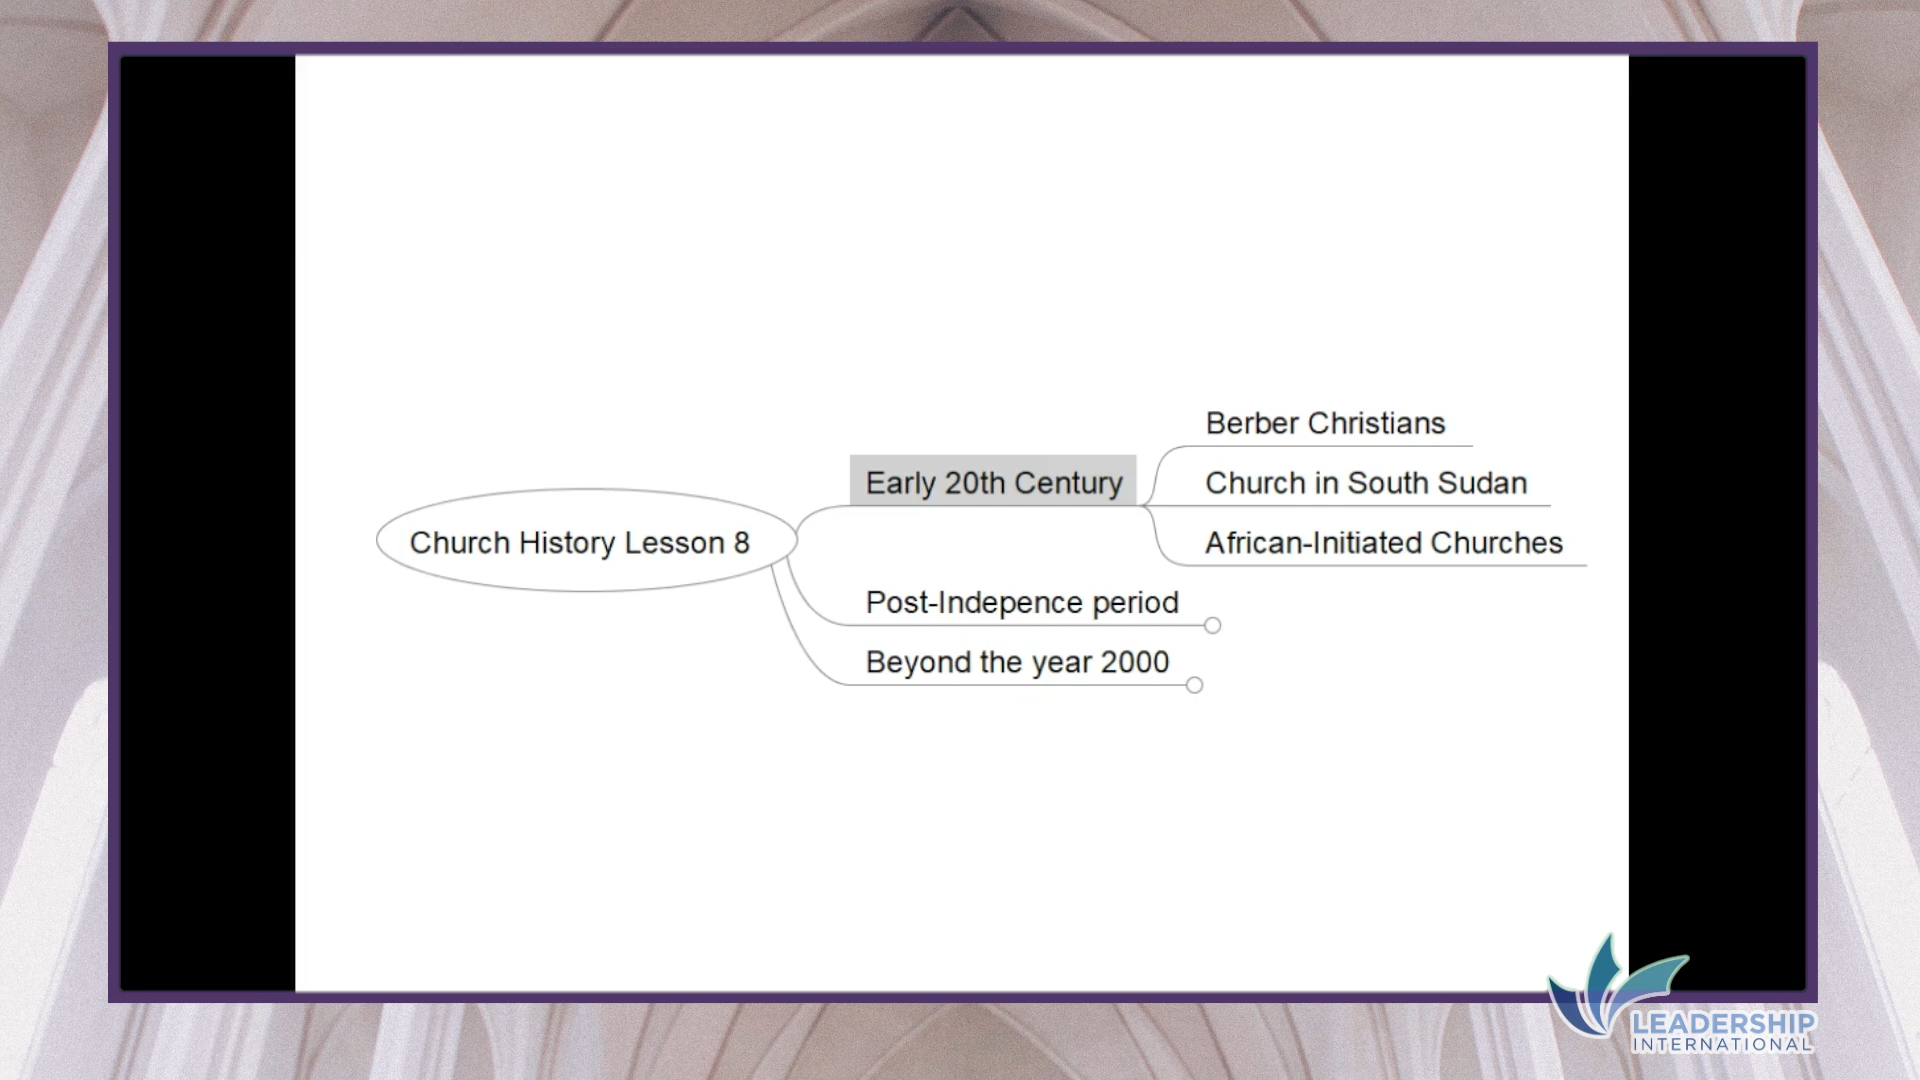 Church History Lesson 8
Early 20th Century
Berber Christians
Church in South Sudan
African-Initiated Churches
Post-Indepence period
Beyond the year 2000
LEADERSHIP
INTERNATIONAL